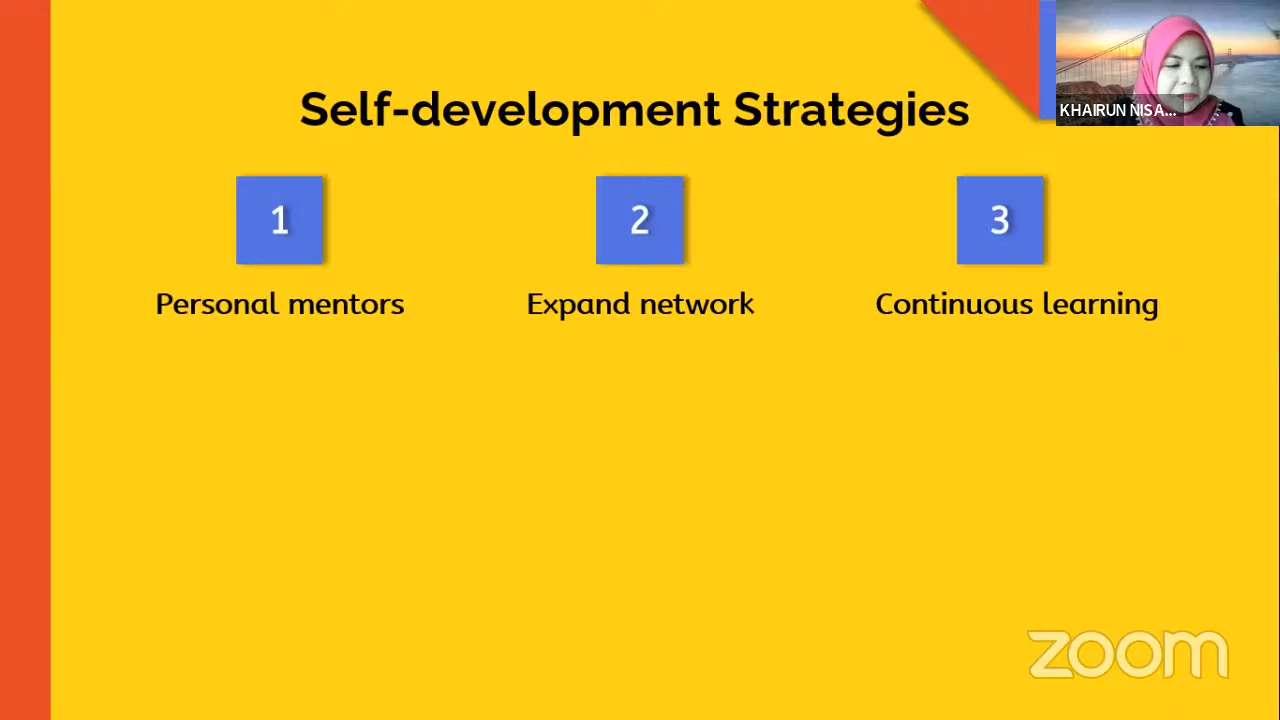 Self-development Strategies
KHAIRUN NISA...
1
2
3
Personal mentors
Expand network
Continuous learning
zoom